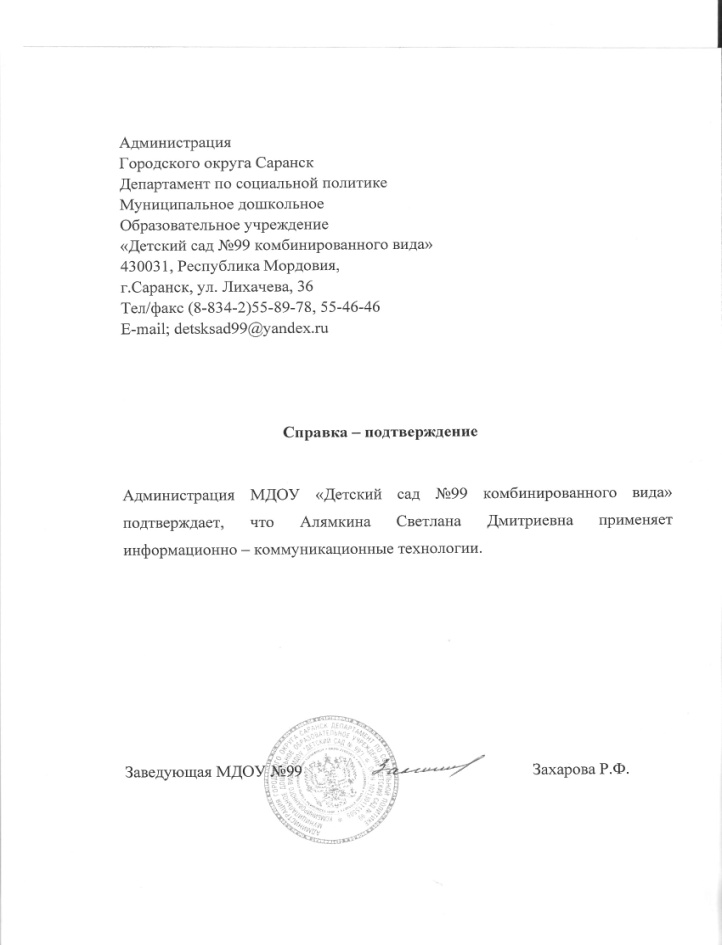 Администрация
Городского округа Саранск
Департамент по социальной политике
Муниципальное дошкольное
Образовательное учреждение
«Детский сад №99 комбинированного вида»
430031, Республика Мордовия,
г.Саранск, ул. Лихачева, 36
Тел/факс (8-834-2)55-89-78, 55-46-46
E-mail; detsksad99@yandex.ru
Справка – подтверждение
Администрация МДОУ «Детский сад №99 комбинированного вида»
подтверждает, что Алямкина Светлана Дмитриевна применяет
информационно – коммуникационные технологии.
Заведующая МДОУ №99 Захарова Р.Ф.